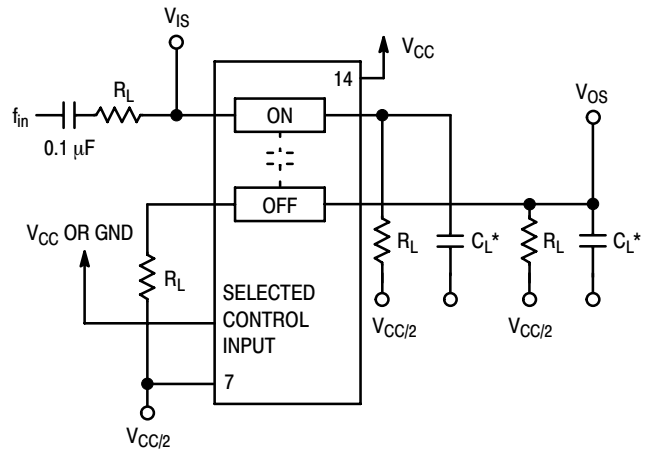 V_IS
V_CC
14
f_in
R_L
ON
V_OS
0.1 μF
OFF
V_CC OR GND
R_L
R_L
C_L*
R_L
C_L*
SELECTED
CONTROL
INPUT
V_CC/2
V_CC/2
7
V_CC/2